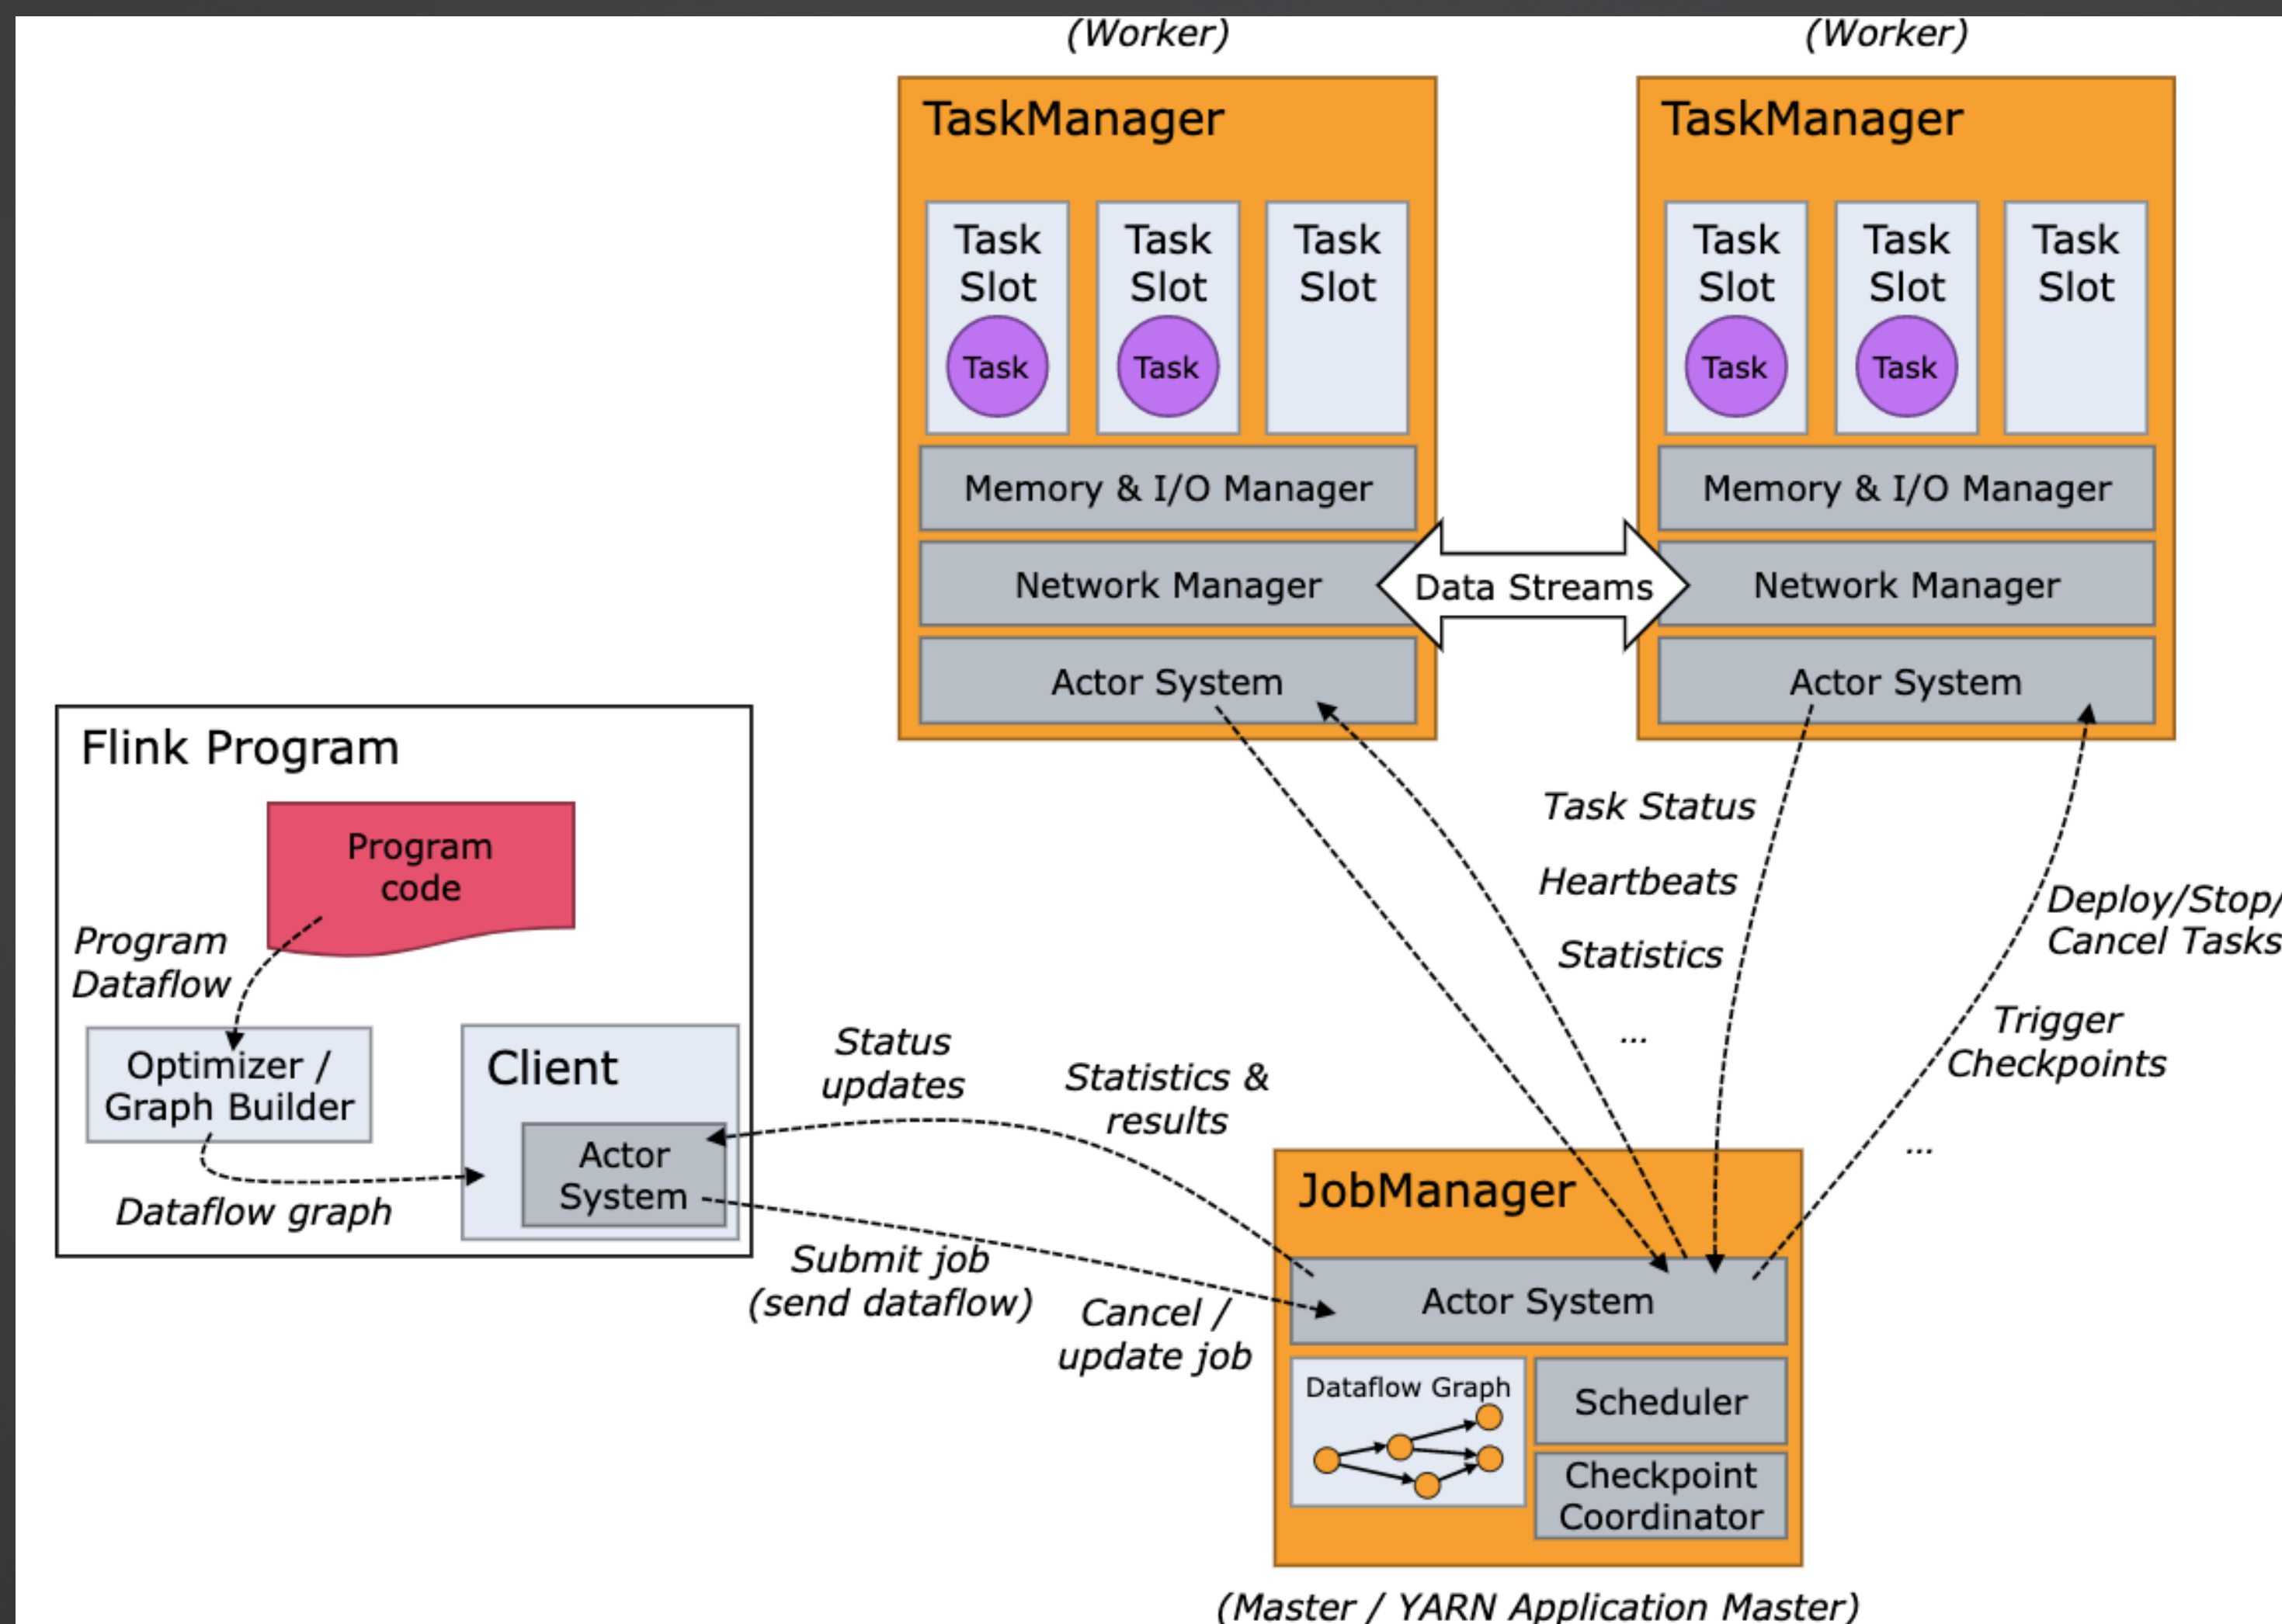 (Worker)
(Worker)
TaskManager
Task
Slot
Task
Task
Slot
Task
Task
Slot
Memory & I/O Manager
Network Manager
Actor System
Data Streams
TaskManager
Task
Slot
Task
Task
Slot
Task
Task
Slot
Memory & I/O Manager
Network Manager
Actor System
Flink Program
Program
code
Program
Dataflow
Optimizer /
Graph Builder
Dataflow graph
Client
Actor
System
Status
updates
Statistics &
results
Submit job
(send dataflow)
Cancel /
update job
Task Status
Heartbeats
Statistics
...
Deploy/Stop/
Cancel Tasks
Trigger
Checkpoints
...
JobManager
Actor System
Dataflow Graph
Scheduler
Checkpoint
Coordinator
(Master / YARN Application Master)